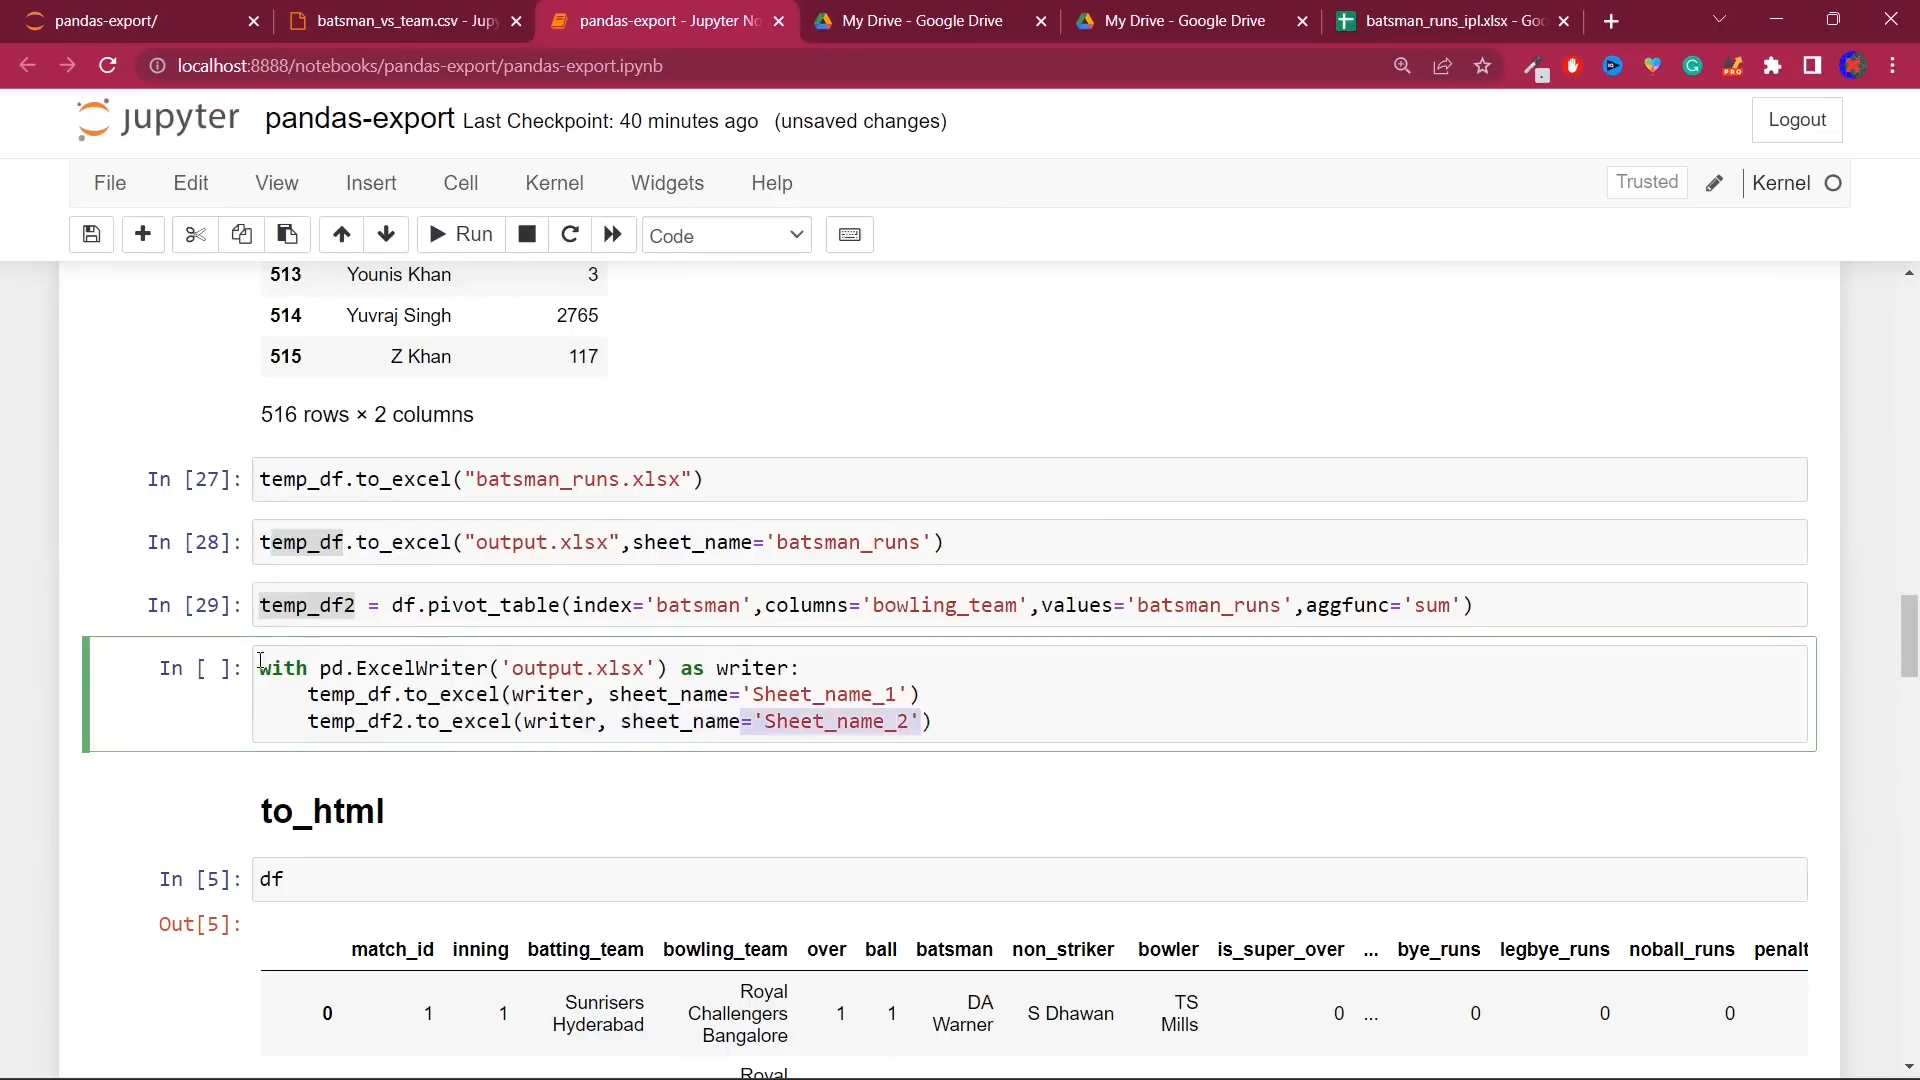 pandas-export/
batsman_vs_team.csv - Jup
pandas-export - Jupyter No
My Drive - Google Drive
My Drive - Google Drive
batsman_runs_ipl.xlsx - Goo
localhost:8888/notebooks/pandas-export/pandas-export.ipynb
jupyter pandas-export Last Checkpoint: 40 minutes ago (unsaved changes)
Logout
File Edit View Insert Cell Kernel Widgets Help
Trusted
Kernel
Run
Code
513 Younis Khan 3
514 Yuvraj Singh 2765
515 Z Khan 117
516 rows × 2 columns
In [27]: temp_df.to_excel("batsman_runs.xlsx")
In [28]: temp_df.to_excel("output.xlsx",sheet_name='batsman_runs')
In [29]: temp_df2 = df.pivot_table(index='batsman',columns='bowling_team',values='batsman_runs',aggfunc='sum')
In [ ]: with pd.ExcelWriter('output.xlsx') as writer:
temp_df.to_excel(writer, sheet_name='Sheet_name_1')
temp_df2.to_excel(writer, sheet_name='Sheet_name_2')
to_html
In [5]: df
Out[5]:
match_id inning batting_team bowling_team over ball batsman non_striker bowler is_super_over ... bye_runs legbye_runs noball_runs penalt
0 1 1 Sunrisers Hyderabad Royal Challengers Bangalore 1 1 DA Warner S Dhawan TS Mills 0 ... 0 0 0
Royal